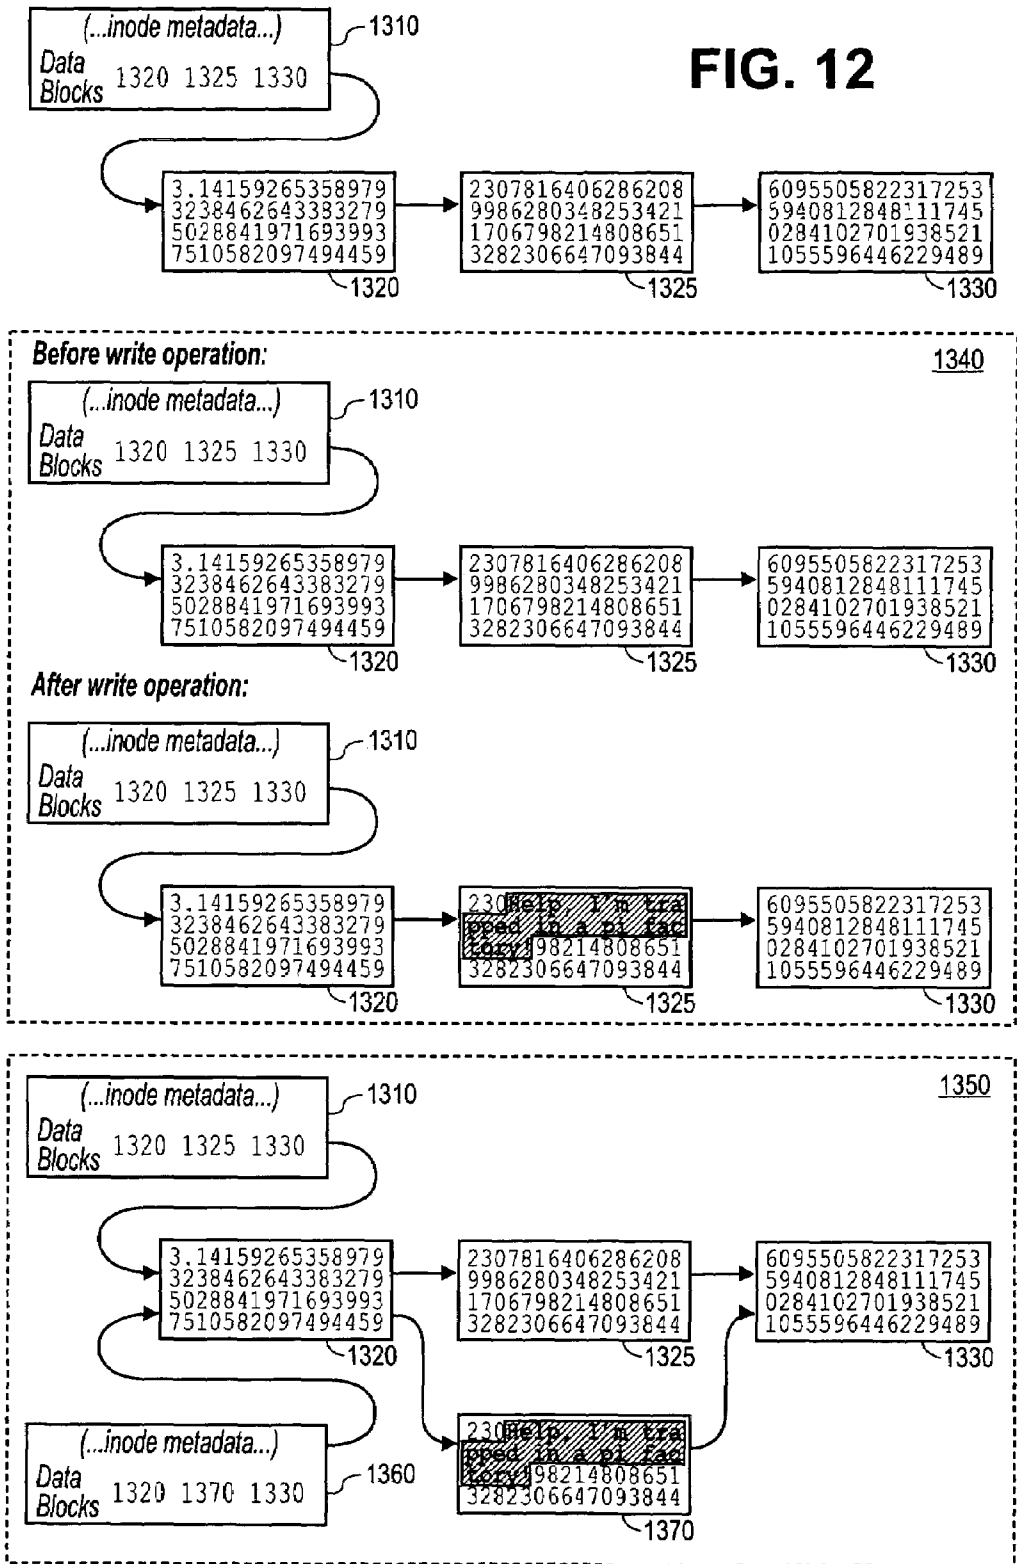 FIG. 12
(...inode metadata...)
1310
Data
Blocks 1320 1325 1330
3.14159265358979
3238462643383279
5028841971693993
7510582097494459
1320
2307816406286208
9986280348253421
1706798214808651
3282306647093844
1325
6095505822317253
5940812848111745
0284102701938521
1055596446229489
1330
1340
Before write operation:
(...inode metadata...)
1310
Data
Blocks 1320 1325 1330
3.14159265358979
3238462643383279
5028841971693993
7510582097494459
1320
2307816406286208
9986280348253421
1706798214808651
3282306647093844
1325
6095505822317253
5940812848111745
0284102701938521
1055596446229489
1330
After write operation:
(...inode metadata...)
1310
Data
Blocks 1320 1325 1330
3.14159265358979
3238462643383279
5028841971693993
7510582097494459
1320
230Help, I'm tra
pped in a pi fac
tory!98214808651
3282306647093844
1325
6095505822317253
5940812848111745
0284102701938521
1055596446229489
1330
1350
(...inode metadata...)
1310
Data
Blocks 1320 1325 1330
3.14159265358979
3238462643383279
5028841971693993
7510582097494459
1320
2307816406286208
9986280348253421
1706798214808651
3282306647093844
1325
6095505822317253
5940812848111745
0284102701938521
1055596446229489
1330
(...inode metadata...)
Data
Blocks 1320 1370 1330
1360
230Help, I'm tra
pped in a pi fac
tory!98214808651
3282306647093844
1370